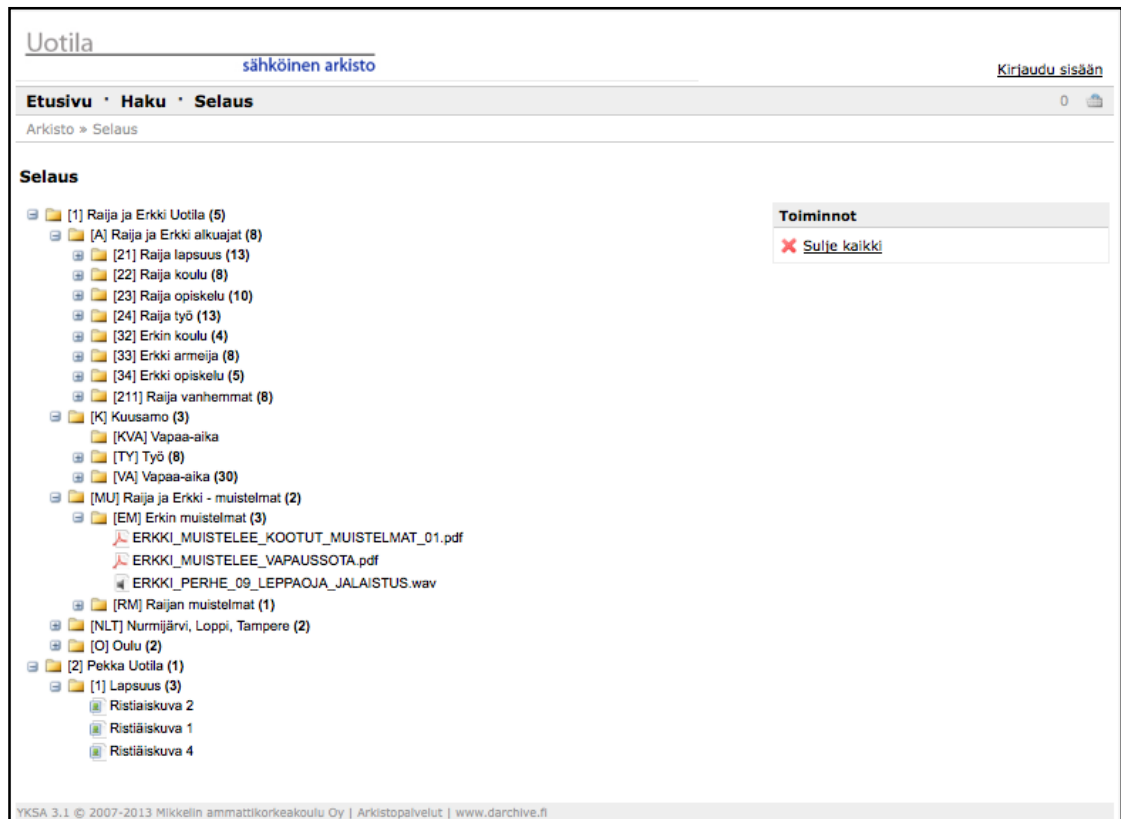 Uotila
sähköinen arkisto
Kirjaudu sisään
Etusivu · Haku · Selaus
0
Arkisto » Selaus
Selaus
[1] Raija ja Erkki Uotila (5)
[A] Raija ja Erkki alkuajat (8)
[21] Raija lapsuus (13)
[22] Raija koulu (8)
[23] Raija opiskelu (10)
[24] Raija työ (13)
[32] Erkin koulu (4)
[33] Erkki armeija (8)
[34] Erkki opiskelu (5)
[211] Raija vanhemmat (8)
[K] Kuusamo (3)
[KVA] Vapaa-aika
[TY] Työ (8)
[VA] Vapaa-aika (30)
[MU] Raija ja Erkki - muistelmat (2)
[EM] Erkin muistelmat (3)
ERKKI_MUISTELEE_KOOTUT_MUISTELMAT_01.pdf
ERKKI_MUISTELEE_VAPAUSSOTA.pdf
ERKKI_PERHE_09_LEPPAOJA_JALAISTUS.wav
[RM] Raijan muistelmat (1)
[NLT] Nurmijärvi, Loppi, Tampere (2)
[O] Oulu (2)
[2] Pekka Uotila (1)
[1] Lapsuus (3)
Ristiaiskuva 2
Ristiäiskuva 1
Ristiäiskuva 4
Toiminnot
Sulje kaikki
YKSA 3.1 © 2007-2013 Mikkelin ammattikorkeakoulu Oy | Arkistopalvelut | www.darchive.fi